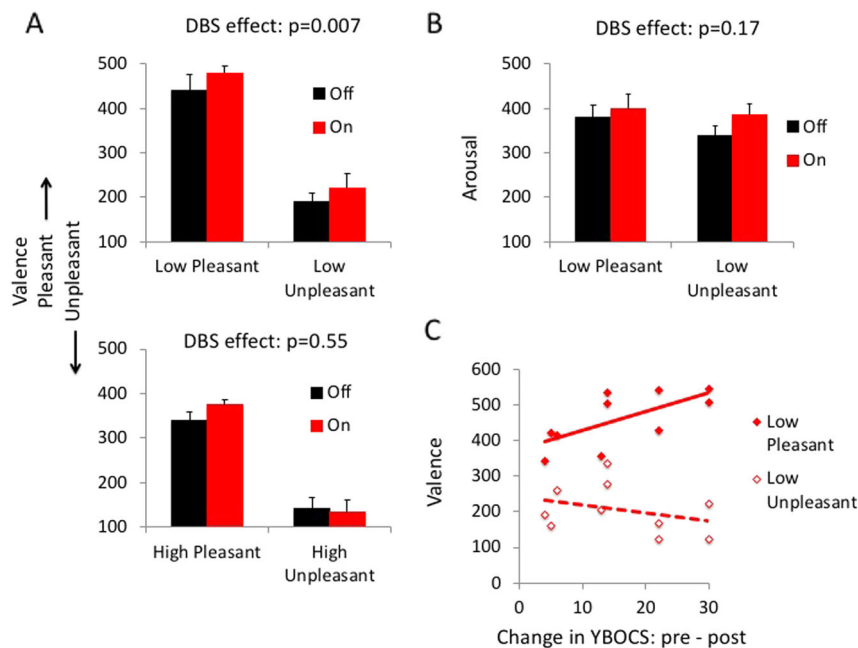 A
DBS effect: p=0.007
500
400
300
200
100
Off
On
Low Pleasant
Low
Unpleasant
Valence
Pleasant
Unpleasant
DBS effect: p=0.55
400
300
200
100
Off
On
High Pleasant
High
Unpleasant
B
DBS effect: p=0.17
Arousal
500
400
300
200
100
Off
On
Low Pleasant
Low
Unpleasant
C
Valence
600
500
400
300
200
100
0
0
10
20
30
Low
Pleasant
Low
Unpleasant
Change in YBOCS: pre - post